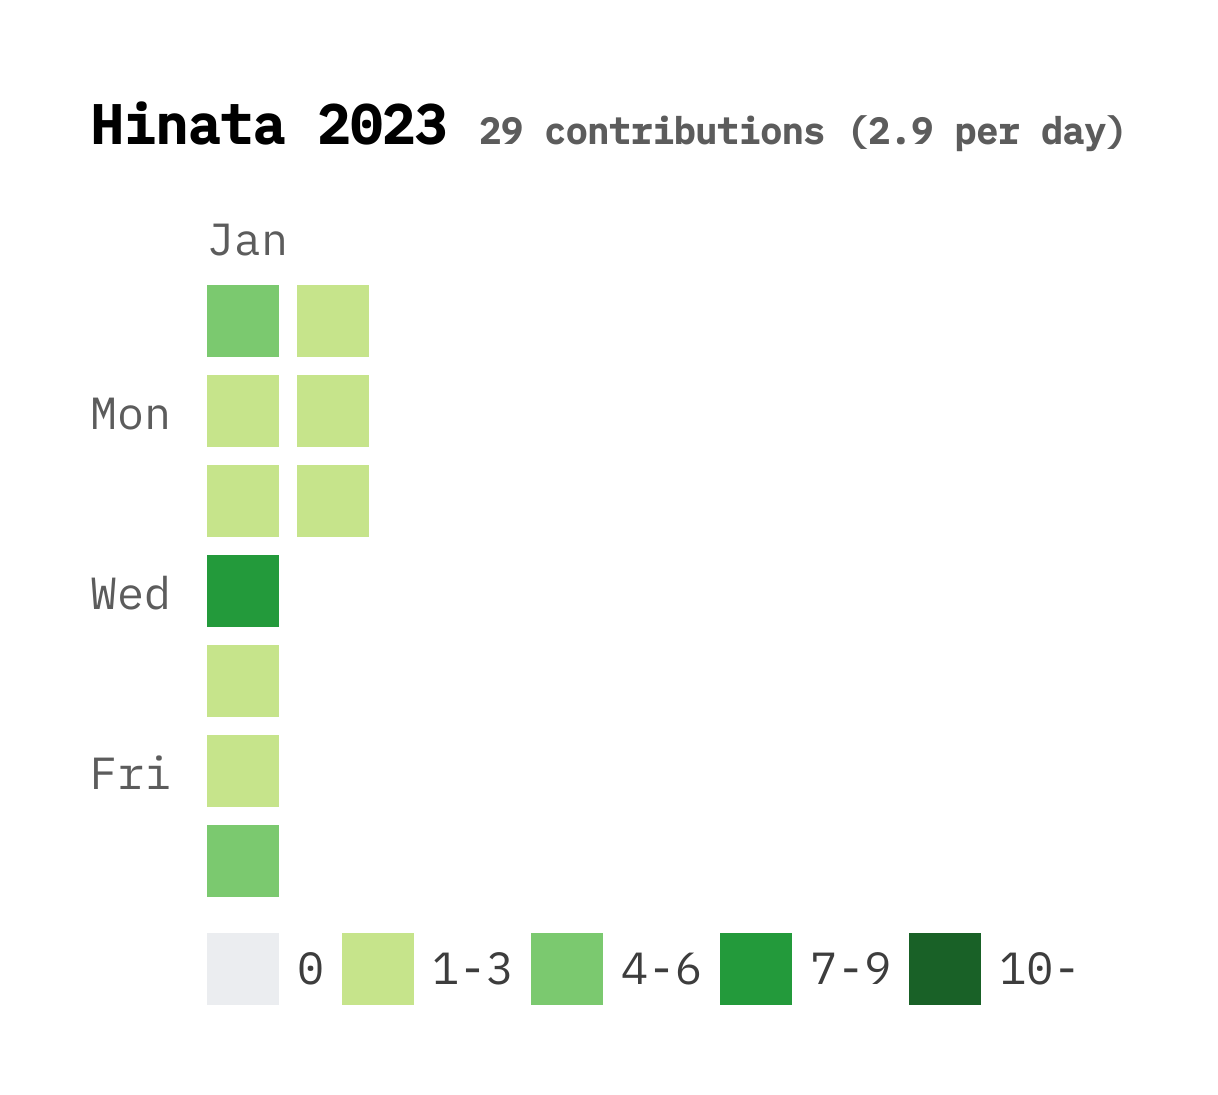 Hinata 2023 29 contributions (2.9 per day)
Jan
Mon
Wed
Fri
0 1-3 4-6 7-9 10-